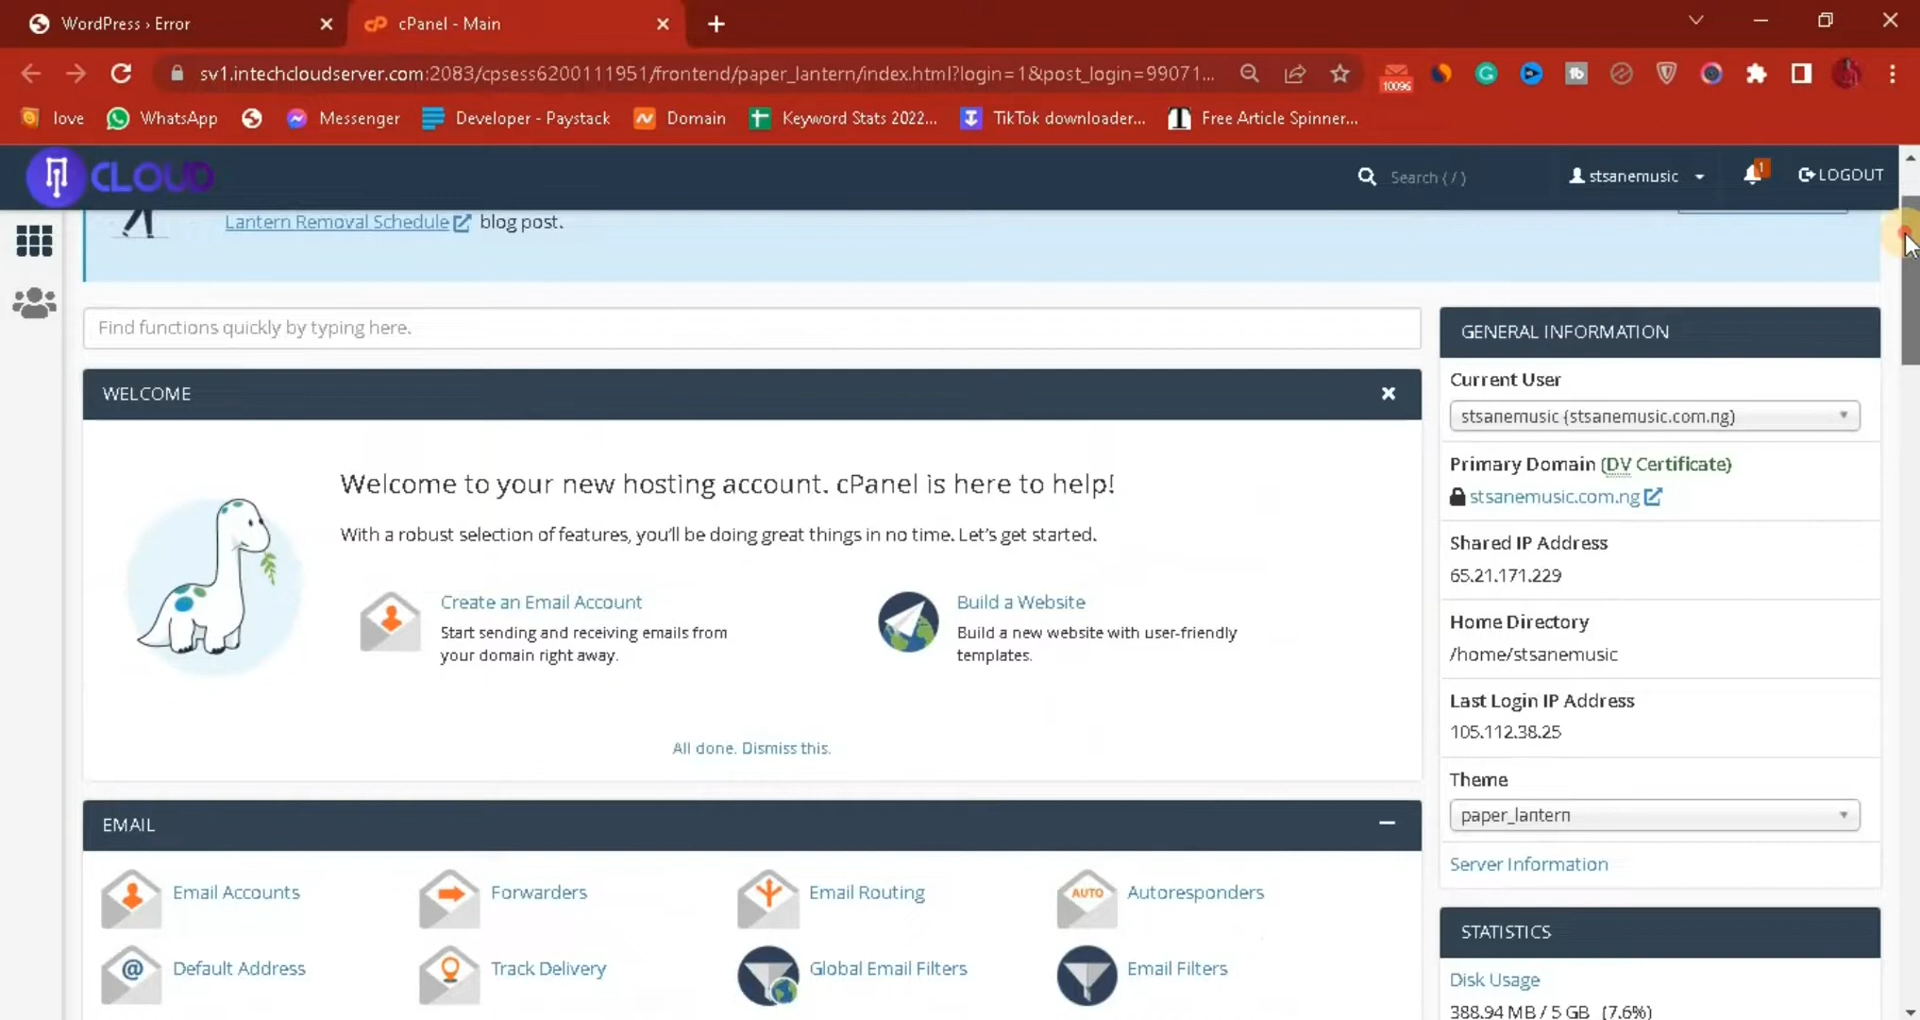 WordPress › Error
cPanel - Main
sv1.intechcloudserver.com:2083/cpsess6200111951/frontend/paper_lantern/index.html?login=1&post_login=99071...
10096
love
WhatsApp
Messenger
Developer - Paystack
Domain
Keyword Stats 2022...
TikTok downloader...
Free Article Spinner...
CLOUD
Search ( / )
stsanemusic
1
LOGOUT
Lantern Removal Schedule blog post.
Find functions quickly by typing here.
WELCOME
Welcome to your new hosting account. cPanel is here to help!
With a robust selection of features, you'll be doing great things in no time. Let's get started.
Create an Email Account
Start sending and receiving emails from
your domain right away.
Build a Website
Build a new website with user-friendly
templates.
All done. Dismiss this.
EMAIL
Email Accounts
Forwarders
Email Routing
AUTO
Autoresponders
Default Address
Track Delivery
Global Email Filters
Email Filters
GENERAL INFORMATION
Current User
stsanemusic (stsanemusic.com.ng)
Primary Domain (DV Certificate)
stsanemusic.com.ng
Shared IP Address
65.21.171.229
Home Directory
/home/stsanemusic
Last Login IP Address
105.112.38.25
Theme
paper_lantern
Server Information
STATISTICS
Disk Usage
388.94 MB / 5 GB (7.6%)